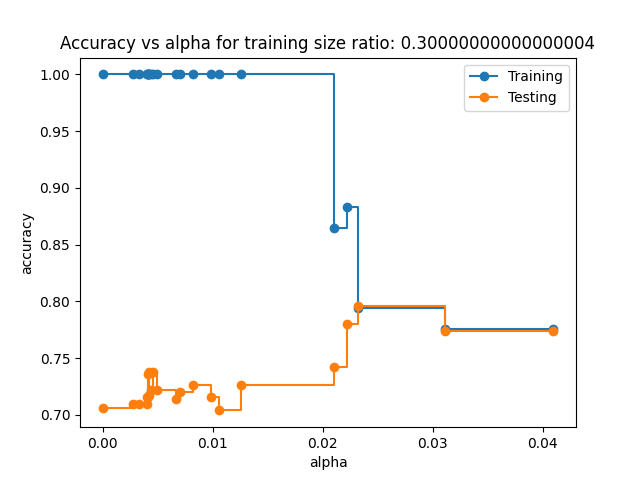 Accuracy vs alpha for training size ratio: 0.30000000000000004
1.00
0.95
0.90
0.85
0.80
0.75
0.70
accuracy
Training
Testing
0.00
0.01
0.02
0.03
0.04
alpha